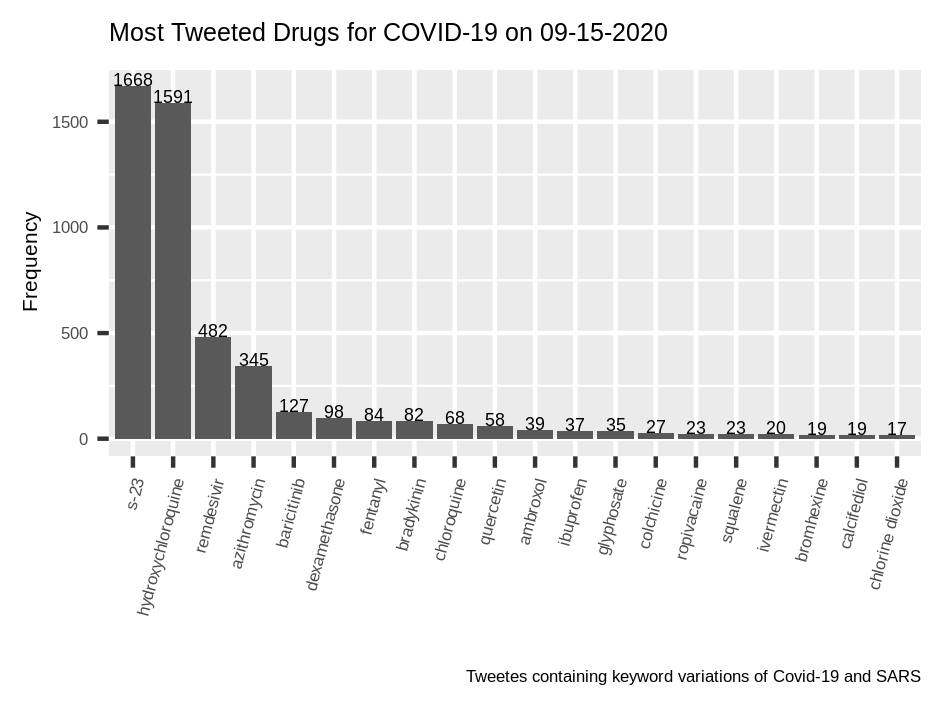 Most Tweeted Drugs for COVID-19 on 09-15-2020
Frequency
1500
1000
500
0
1668
1591
482
345
127
98
84
82
68
58
39
37
35
27
23
23
20
19
19
17
s-23
hydroxychloroquine
remdesivir
azithromycin
baricitinib
dexamethasone
fentanyl
bradykinin
chloroquine
quercetin
ambroxol
ibuprofen
glyphosate
colchicine
ropivacaine
squalene
ivermectin
bromhexine
calcifediol
chlorine dioxide
Tweetes containing keyword variations of Covid-19 and SARS